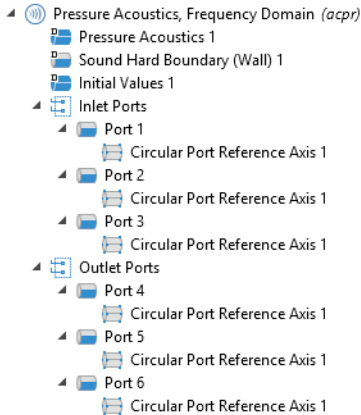 Pressure Acoustics, Frequency Domain (acpr)
Pressure Acoustics 1
Sound Hard Boundary (Wall) 1
Initial Values 1
Inlet Ports
Port 1
Circular Port Reference Axis 1
Port 2
Circular Port Reference Axis 1
Port 3
Circular Port Reference Axis 1
Outlet Ports
Port 4
Circular Port Reference Axis 1
Port 5
Circular Port Reference Axis 1
Port 6
Circular Port Reference Axis 1